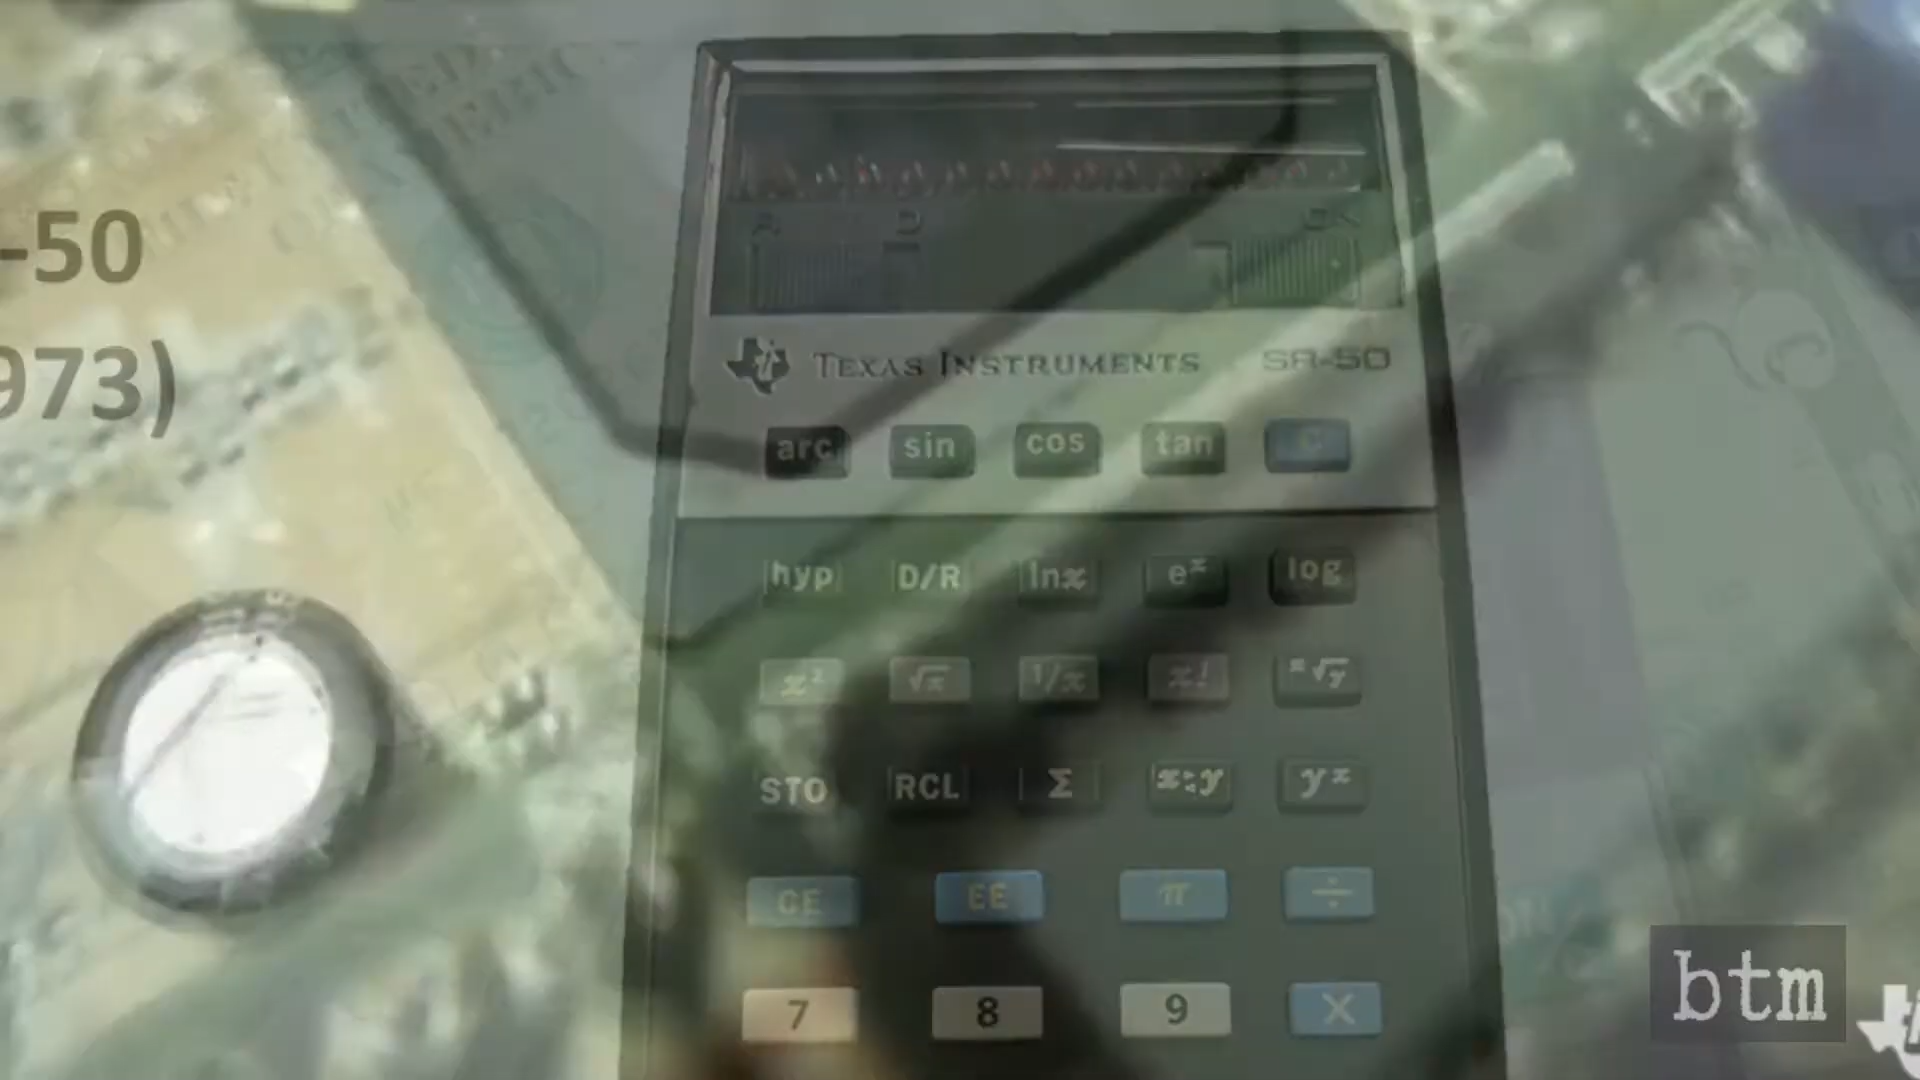 -50
973)
TEXAS INSTRUMENTS SR-50
arc sin cos tan C
hyp D/R lnx eˣ log
x² √x 1/x x! ˣ√y
STO RCL Σ x:y yˣ
CE EE π ÷
7 8 9 X
btm